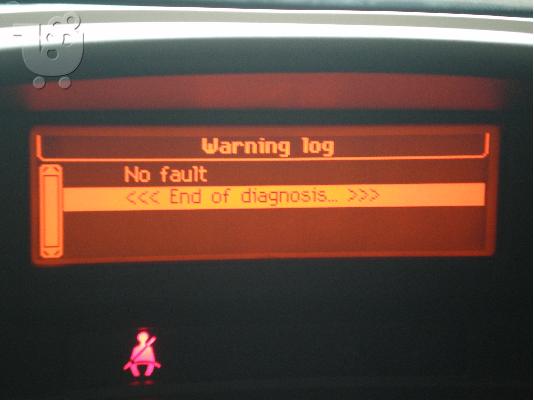 Warning log
No fault
<<< End of diagnosis... >>>